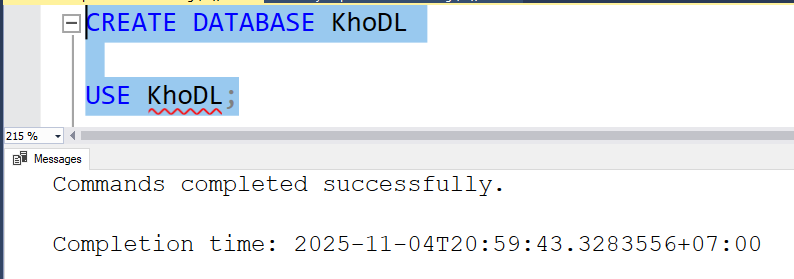 CREATE DATABASE KhoDL
USE KhoDL;
215 %
Messages
Commands completed successfully.
Completion time: 2025-11-04T20:59:43.3283556+07:00